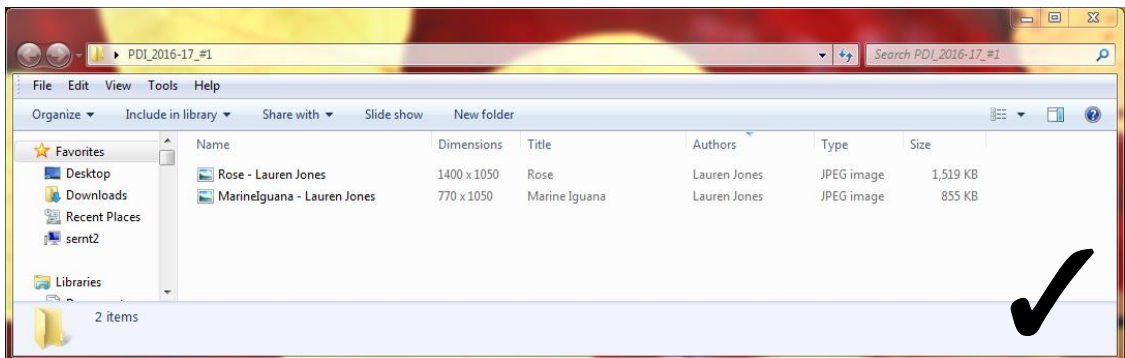 PDI_2016-17_#1 Search PDI_2016-17_#1
File Edit View Tools Help
Organize Include in library Share with Slide show New folder
Favorites
Desktop
Downloads
Recent Places
sernt2
Libraries
Name Dimensions Title Authors Type Size
Rose - Lauren Jones 1400 x 1050 Rose Lauren Jones JPEG image 1,519 KB
MarineIguana - Lauren Jones 770 x 1050 Marine Iguana Lauren Jones JPEG image 855 KB
2 items